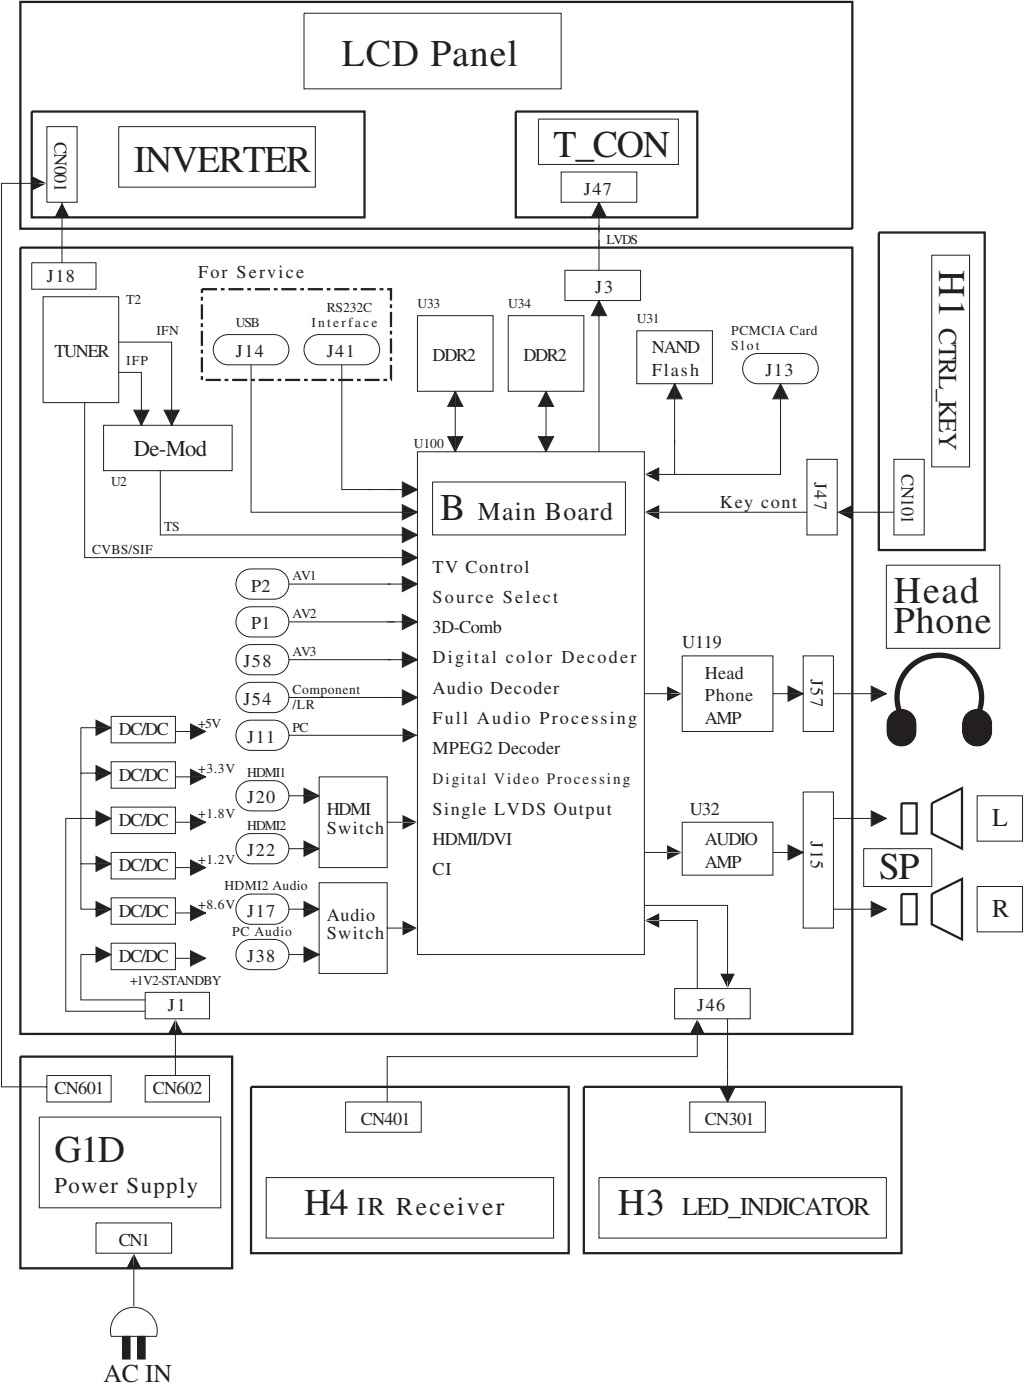 LCD Panel
CN001
INVERTER
T_CON
J47
LVDS
J18
For Service
J3
H1 CTRL_KEY
T2
TUNER
IFN
IFP
USB
J14
RS232C
Interface
J41
U33
DDR2
U34
DDR2
U31
NAND
Flash
PCMCIA Card
Slot
J13
De-Mod
U2
U100
B Main Board
Key cont
J47
CN101
TS
CVBS/SIF
TV Control
Source Select
3D-Comb
Digital color Decoder
Audio Decoder
Full Audio Processing
MPEG2 Decoder
Digital Video Processing
Single LVDS Output
HDMI/DVI
CI
P2
AV1
P1
AV2
J58
AV3
J54
Component
/LR
J11
PC
HDMI1
J20
HDMI2
J22
HDMI
Switch
HDMI2 Audio
J17
PC Audio
J38
Audio
Switch
DC/DC
+5V
DC/DC
+3.3V
DC/DC
+1.8V
DC/DC
+1.2V
DC/DC
+8.6V
DC/DC
+1V2-STANDBY
J1
Head
Phone
U119
Head
Phone
AMP
J57
U32
AUDIO
AMP
J15
L
SP
R
J46
CN601
CN602
G1D
Power Supply
CN1
AC IN
CN401
H4 IR Receiver
CN301
H3 LED_INDICATOR